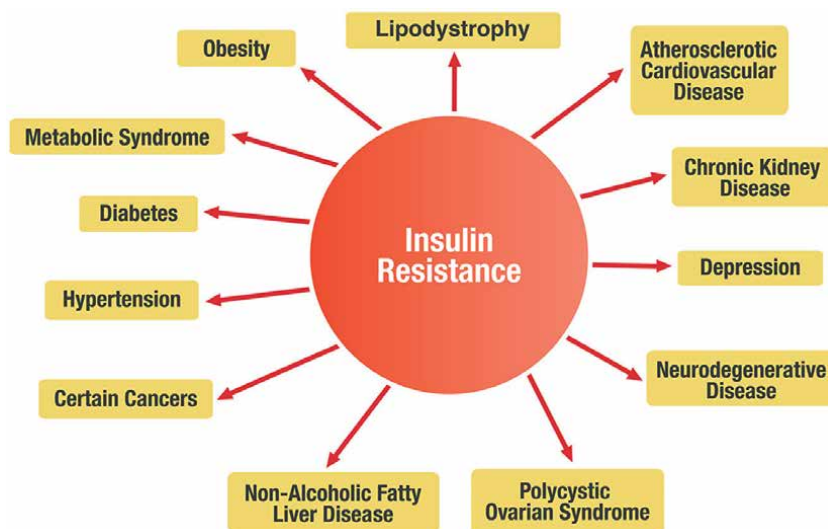 Lipodystrophy
Obesity
Atherosclerotic
Cardiovascular
Disease
Metabolic Syndrome
Chronic Kidney
Disease
Diabetes
Insulin
Resistance
Depression
Hypertension
Neurodegenerative
Disease
Certain Cancers
Non-Alcoholic Fatty
Liver Disease
Polycystic
Ovarian Syndrome